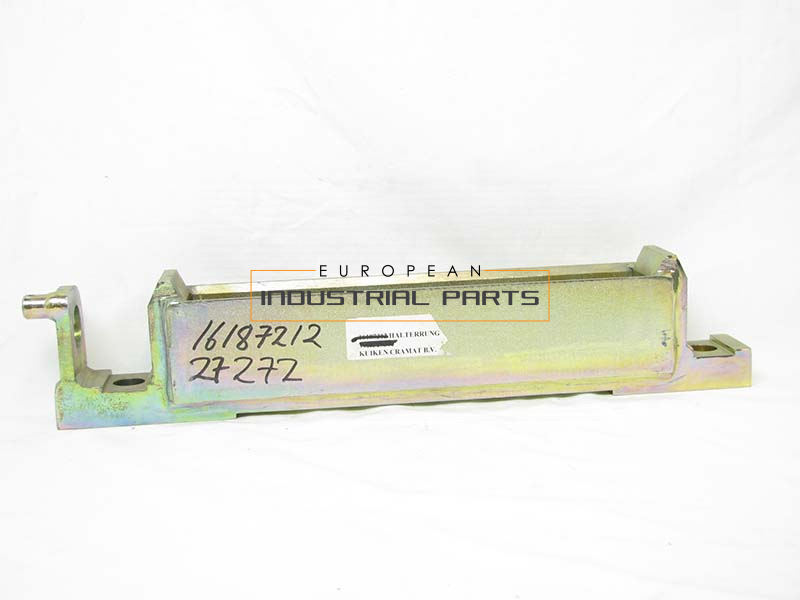 EUROPEAN
INDUSTRIAL PARTS
16187212
27272
HALTERRUNG
KUIKEN CRAMAT B.V.